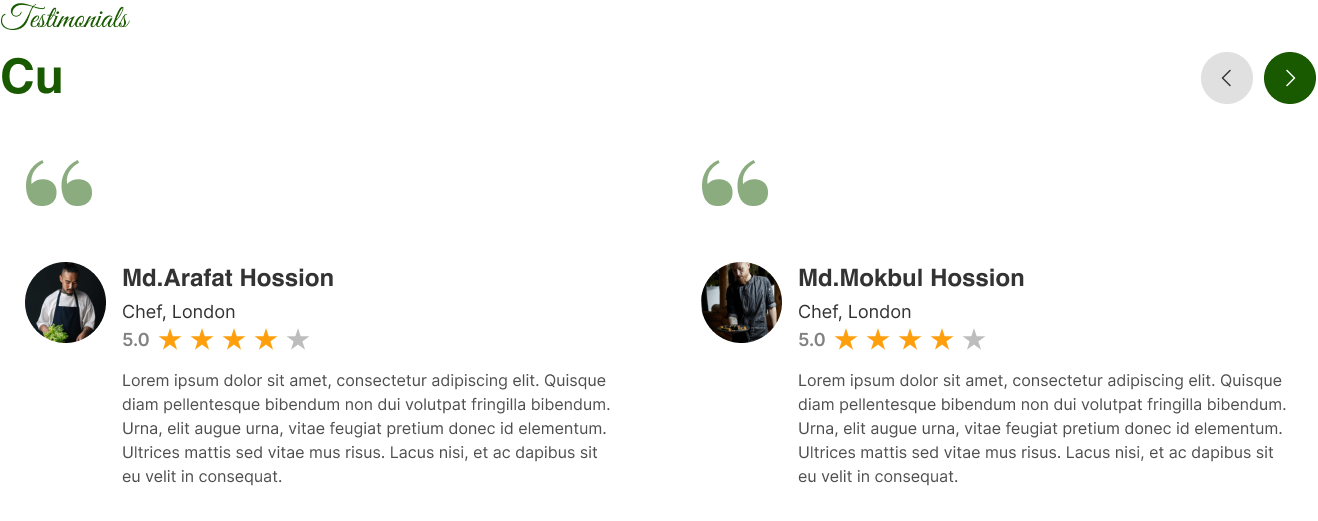 Testimonials
Cu
Md.Arafat Hossion
Chef, London
5.0
Lorem ipsum dolor sit amet, consectetur adipiscing elit. Quisque
diam pellentesque bibendum non dui volutpat fringilla bibendum.
Urna, elit augue urna, vitae feugiat pretium donec id elementum.
Ultrices mattis sed vitae mus risus. Lacus nisi, et ac dapibus sit
eu velit in consequat.
Md.Mokbul Hossion
Chef, London
5.0
Lorem ipsum dolor sit amet, consectetur adipiscing elit. Quisque
diam pellentesque bibendum non dui volutpat fringilla bibendum.
Urna, elit augue urna, vitae feugiat pretium donec id elementum.
Ultrices mattis sed vitae mus risus. Lacus nisi, et ac dapibus sit
eu velit in consequat.